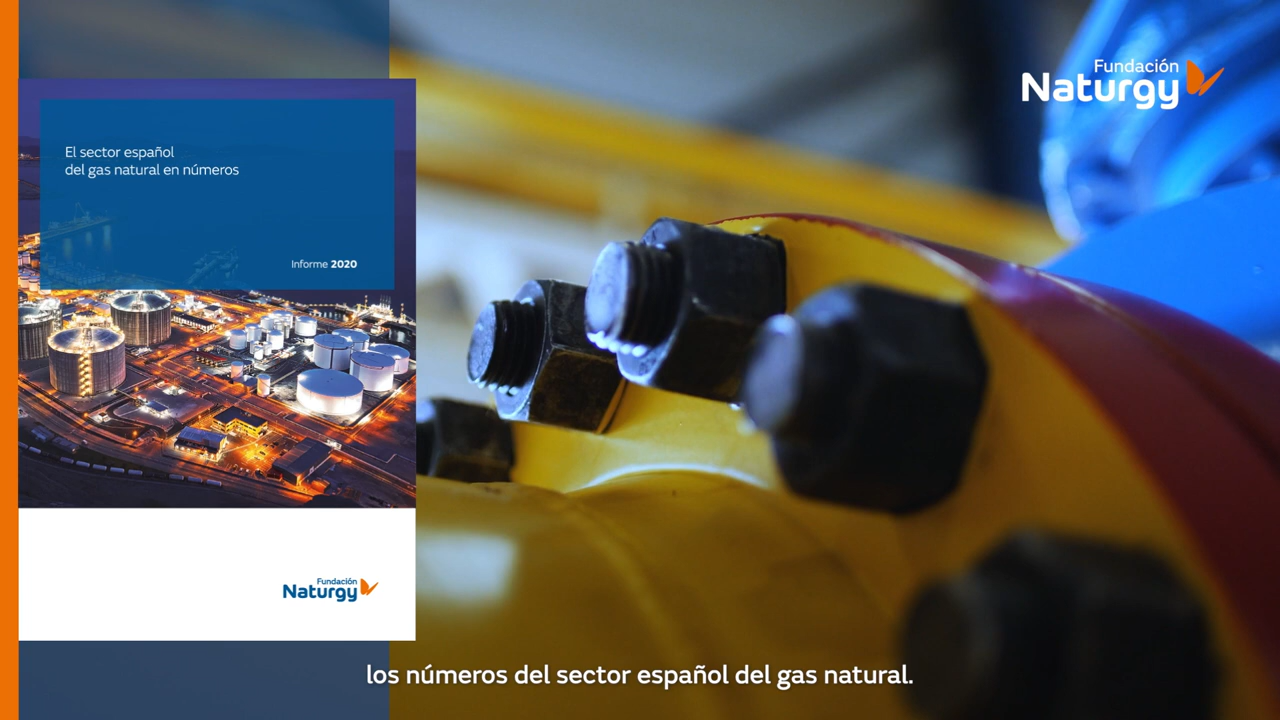 El sector español
del gas natural en números
Informe 2020
Fundación
Naturgy
Fundación
Naturgy
los números del sector español del gas natural.